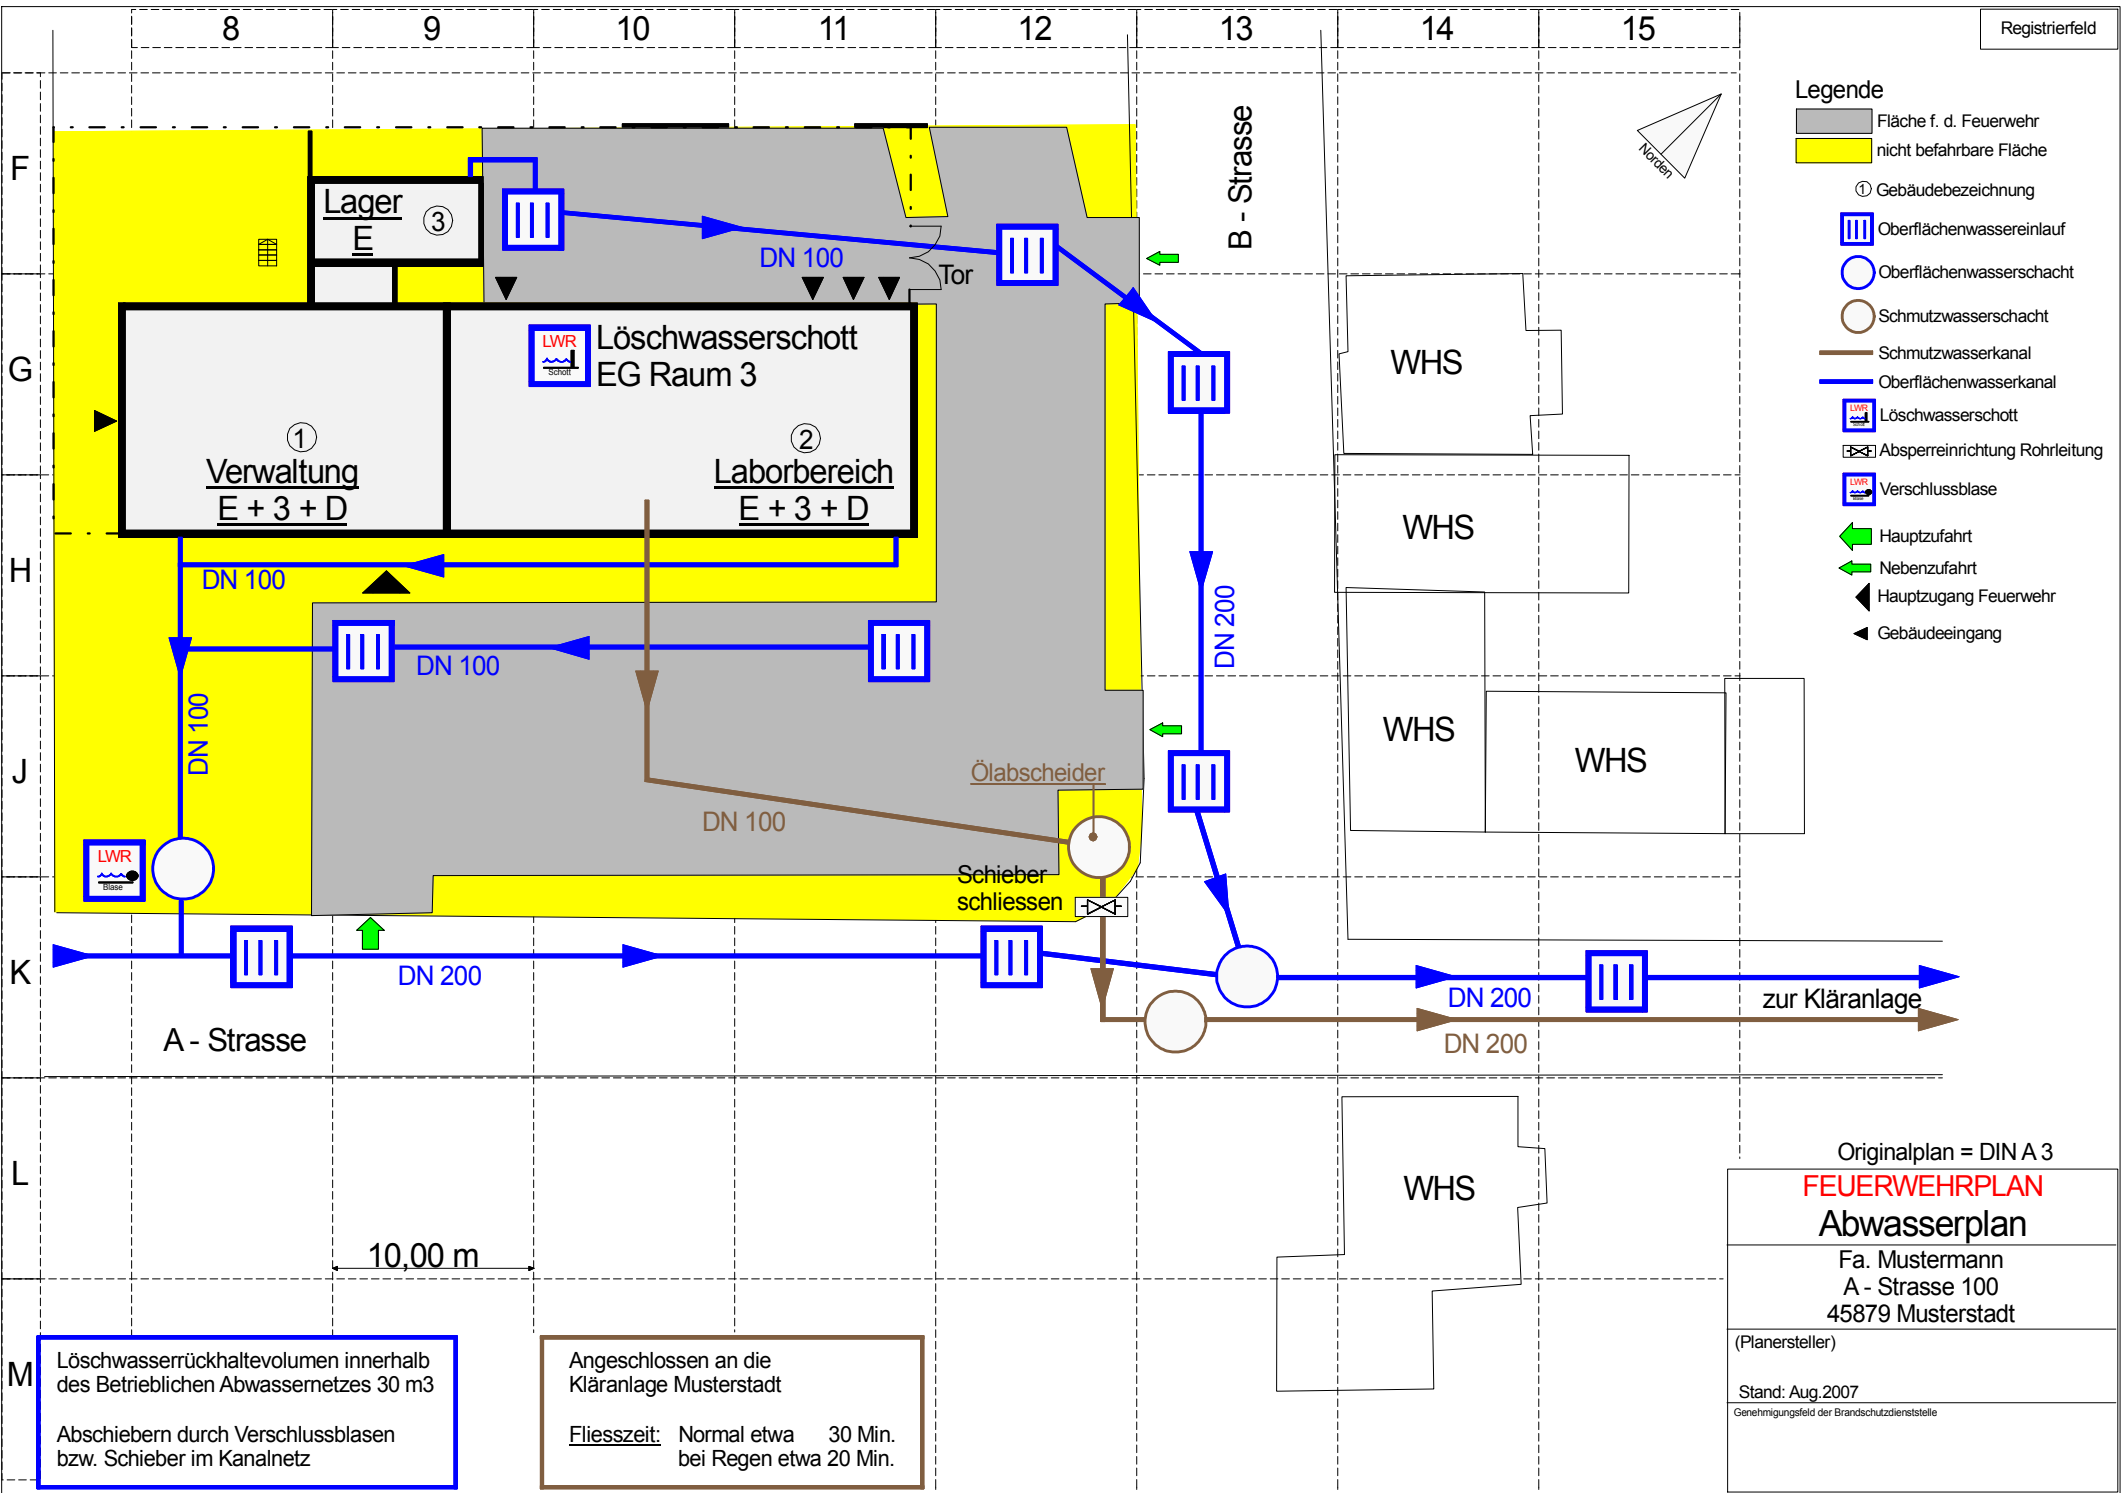 8 9 10 11 12 13 14 15
Registrierfeld
F
G
H
J
K
L
M
Legende
Fläche f. d. Feuerwehr
nicht befahrbare Fläche
① Gebäudebezeichnung
Oberflächenwassereinlauf
Oberflächenwasserschacht
Schmutzwasserschacht
Schmutzwasserkanal
Oberflächenwasserkanal
LWR
Schott
Löschwasserschott
Absperreinrichtung Rohrleitung
LWR
Blase
Verschlussblase
Hauptzufahrt
Nebenzufahrt
Hauptzugang Feuerwehr
Gebäudeeingang
Norden
B - Strasse
Lager
E
③
DN 100
Tor
LWR
Schott
Löschwasserschott
EG Raum 3
①
Verwaltung
E + 3 + D
②
Laborbereich
E + 3 + D
WHS
WHS
WHS
WHS
DN 100
DN 100
DN 100
DN 200
Ölabscheider
DN 100
LWR
Blase
Schieber
schliessen
DN 200
DN 200
zur Kläranlage
DN 200
A - Strasse
WHS
10,00 m
Originalplan = DIN A 3
FEUERWEHRPLAN
Abwasserplan
Fa. Mustermann
A - Strasse 100
45879 Musterstadt
(Planersteller)
Stand: Aug.2007
Genehmigungsfeld der Brandschutzdienststelle
Löschwasserrückhaltevolumen innerhalb
des Betrieblichen Abwassernetzes 30 m3
Abschiebern durch Verschlussblasen
bzw. Schieber im Kanalnetz
Angeschlossen an die
Kläranlage Musterstadt
Fliesszeit: Normal etwa 30 Min.
bei Regen etwa 20 Min.